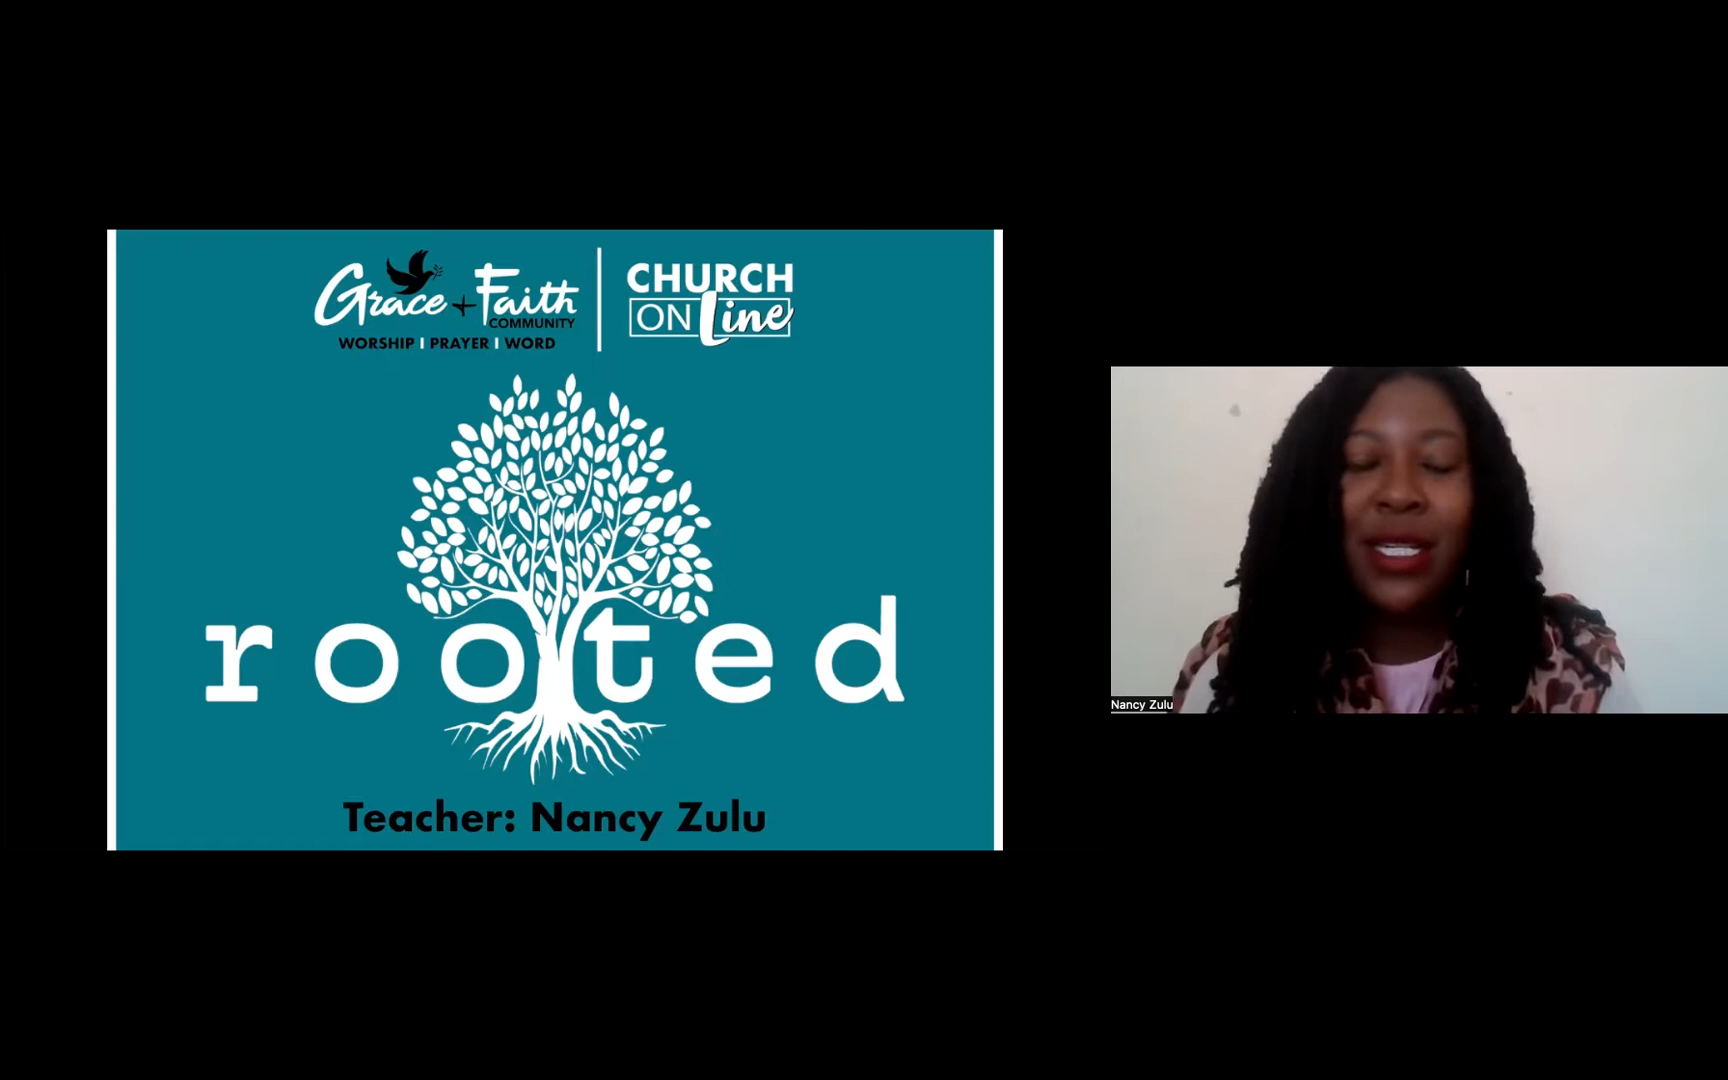 Grace + Faith
COMMUNITY
WORSHIP | PRAYER | WORD
CHURCH
ON Line
rooted
Teacher: Nancy Zulu
Nancy Zulu